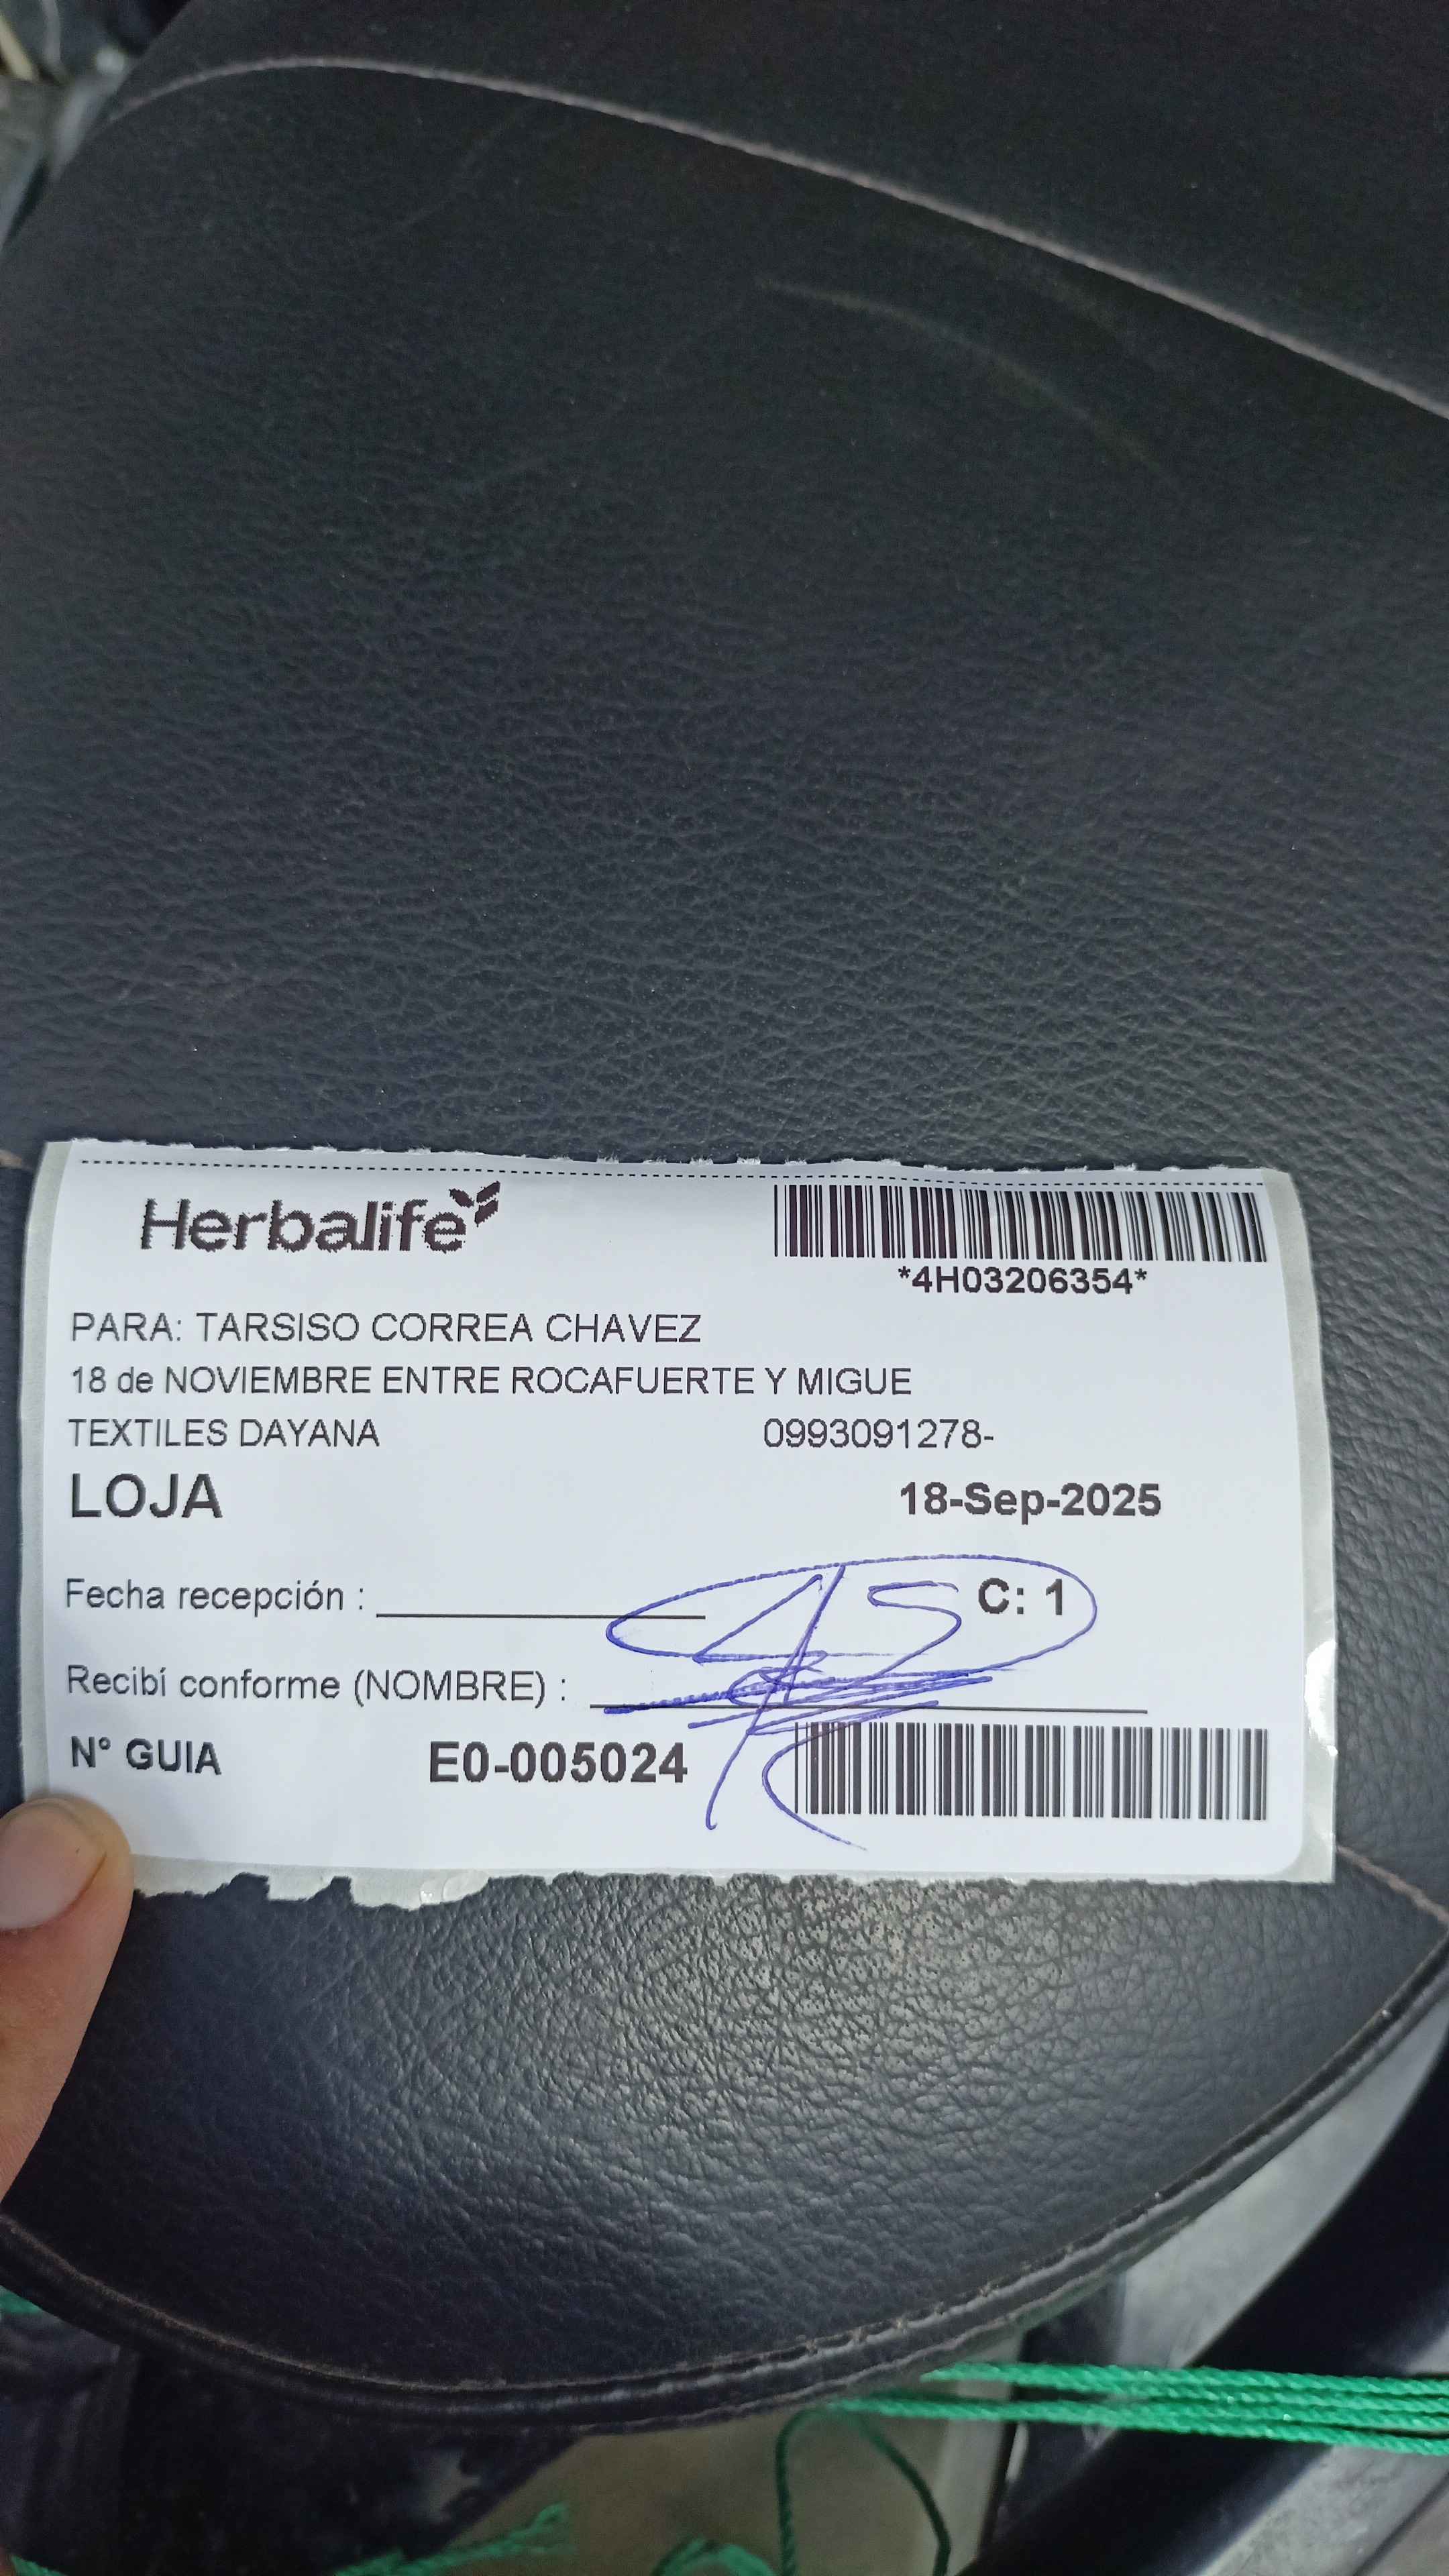 Herbalife
*4H03206354*
PARA: TARSISO CORREA CHAVEZ
18 de NOVIEMBRE ENTRE ROCAFUERTE Y MIGUE
TEXTILES DAYANA 0993091278-
LOJA 18-Sep-2025
Fecha recepción : C: 1
Recibí conforme (NOMBRE) :
N° GUIA E0-005024